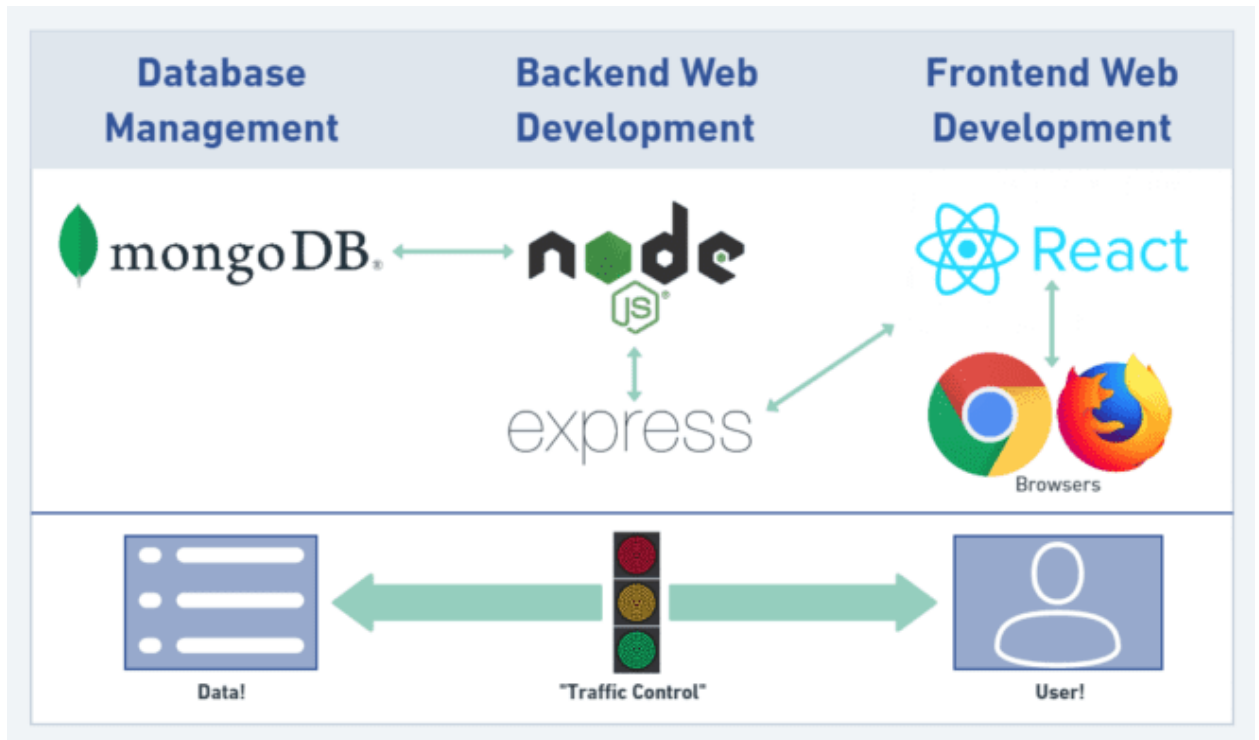 Database
Management
Backend Web
Development
Frontend Web
Development
mongoDB®
node
JS®
express
React
Browsers
Data!
"Traffic Control"
User!